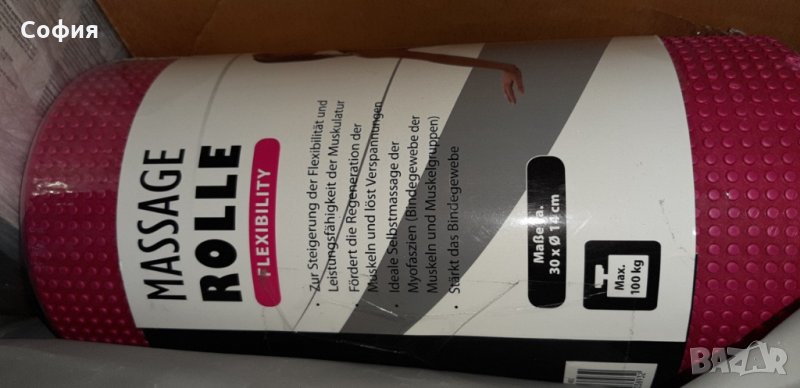 София
MASSAGE
ROLLE
FLEXIBILITY
• Zur Steigerung der Flexibilität und
Leistungsfähigkeit der Muskulatur
• Fördert die Regeneration der
Muskeln und löst Verspannungen
• Ideale Selbstmassage der
Myofaszien (Bindegewebe der
Muskeln und Muskelgruppen)
• Stärkt das Bindegewebe
Maße ca.
30 x Ø 14 cm
Max.
100 kg
BAZAR
.bg